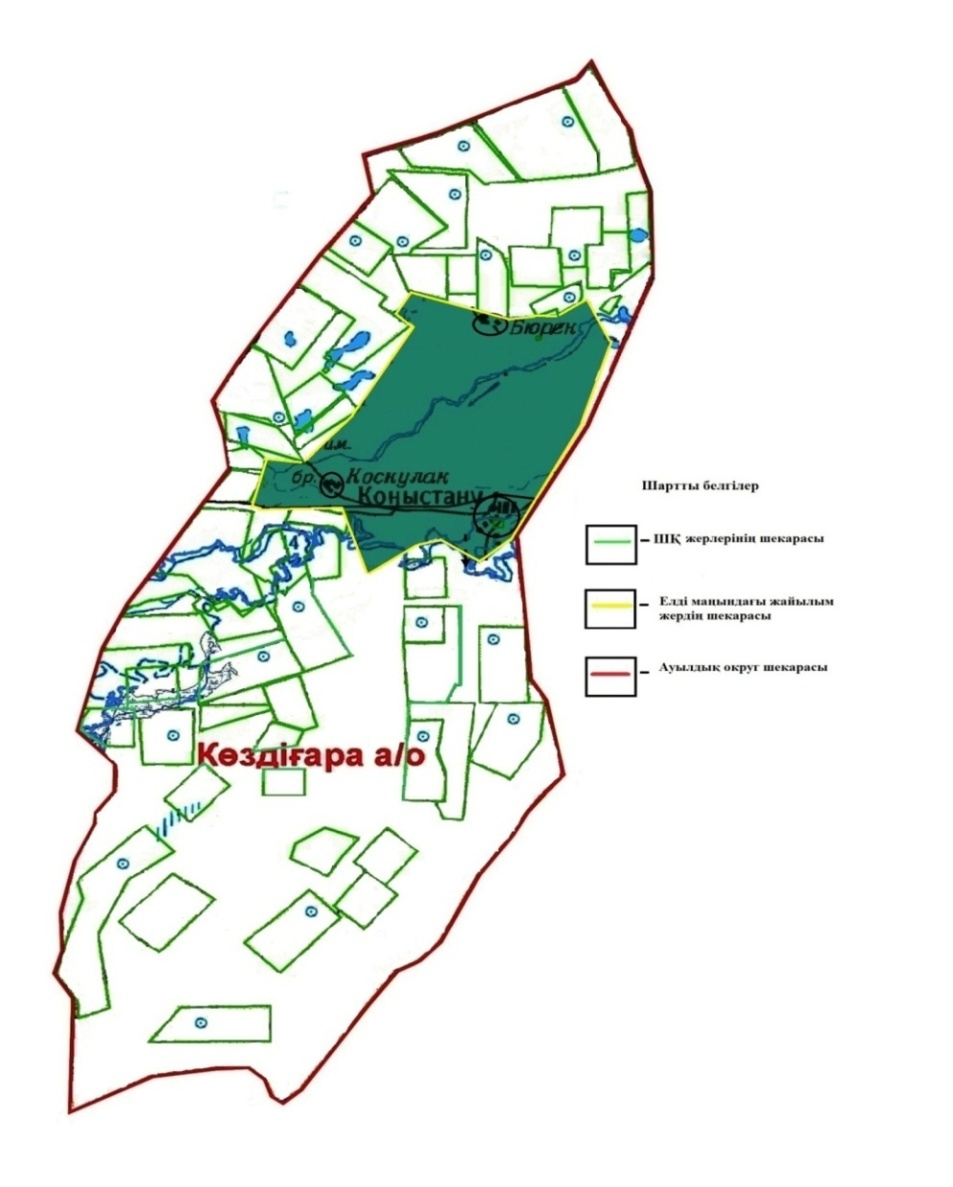 Бюрек
им.
бр. Коскулак
Коңыстану
Шартты белгілер
ШҚ жерлерінің шекарасы
Елді маңындағы жайылым
жердің шекарасы
Ауылдық округ шекарасы
4
Көздіғара а/о